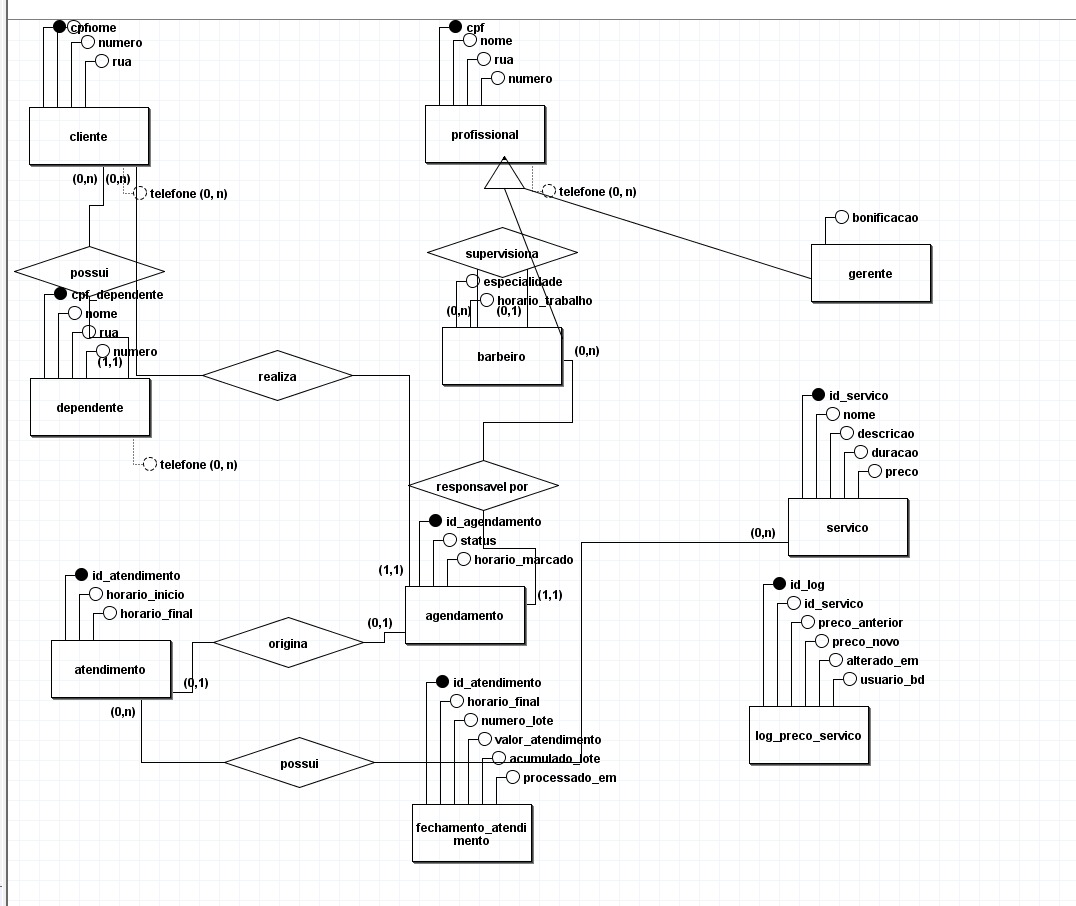 cpf nome
numero
rua
cliente
(0,n)
(0,n)
telefone (0, n)
possui
cpf_dependente
nome
rua
numero
(1,1)
dependente
telefone (0, n)
realiza
cpf
nome
rua
numero
profissional
telefone (0, n)
supervisiona
especialidade
horario_trabalho
(0,n)
(0,1)
barbeiro
(0,n)
bonificacao
gerente
responsavel por
id_agendamento
status
horario_marcado
(1,1)
(1,1)
agendamento
(0,1)
origina
id_atendimento
horario_inicio
horario_final
atendimento
(0,1)
(0,n)
possui
id_servico
nome
descricao
duracao
preco
servico
(0,n)
id_log
id_servico
preco_anterior
preco_novo
alterado_em
usuario_bd
log_preco_servico
id_atendimento
horario_final
numero_lote
valor_atendimento
acumulado_lote
processado_em
fechamento_atendi
mento